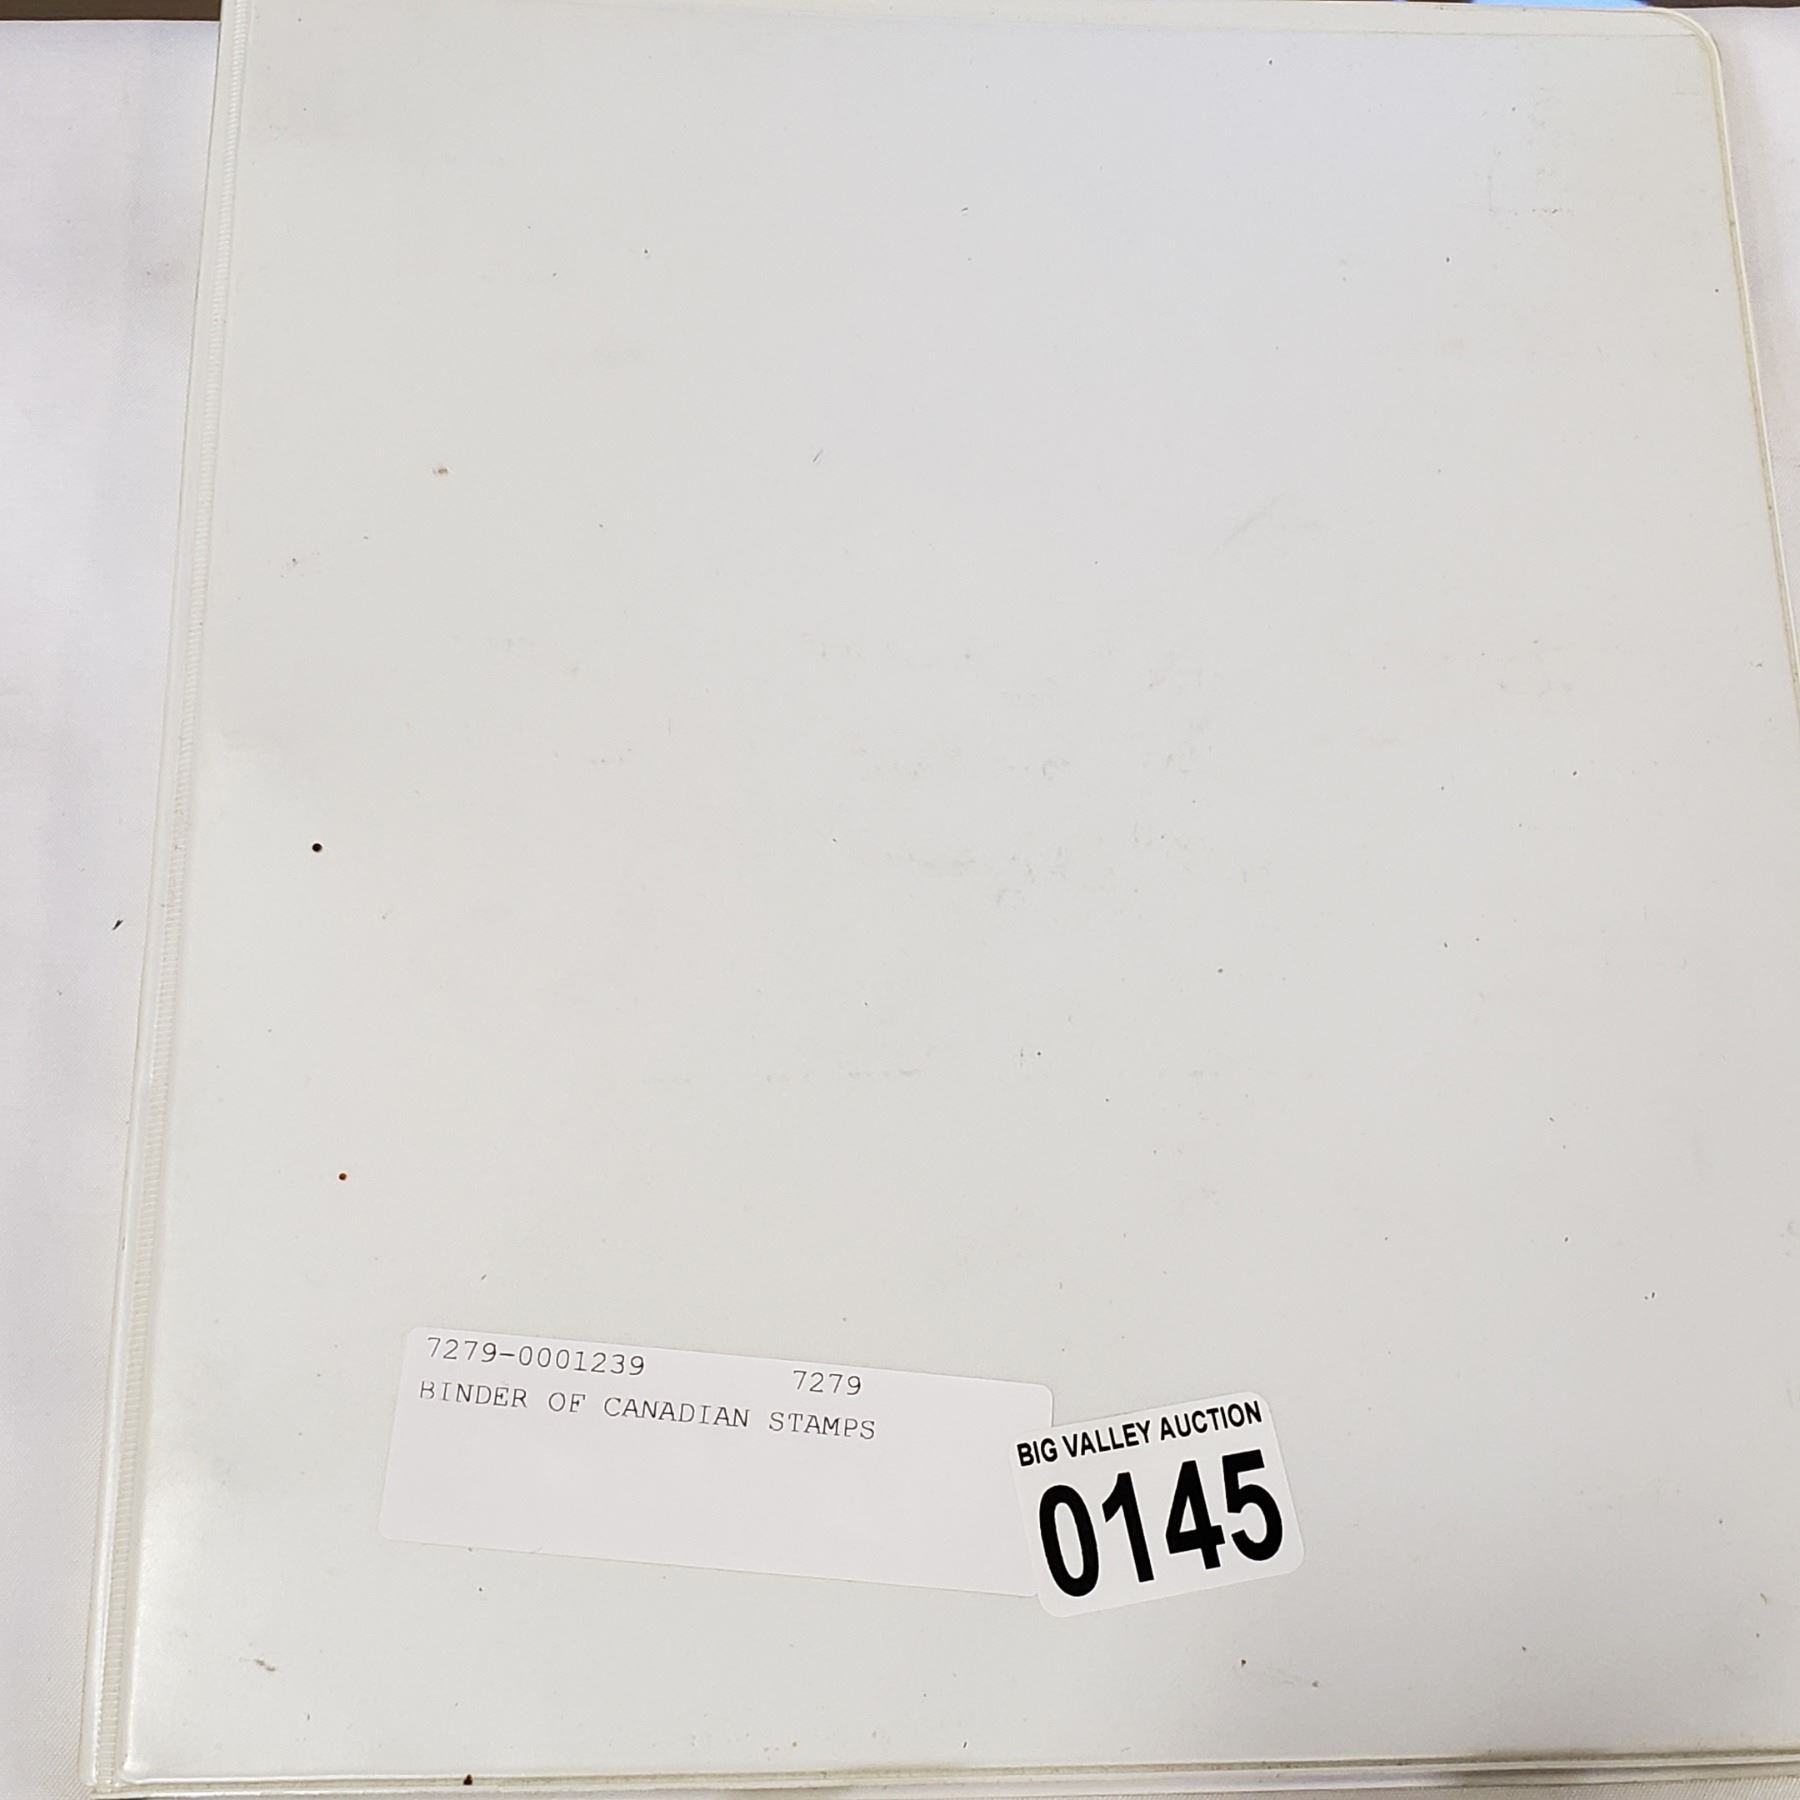 7279-0001239 7279
BINDER OF CANADIAN STAMPS
BIG VALLEY AUCTION
0145